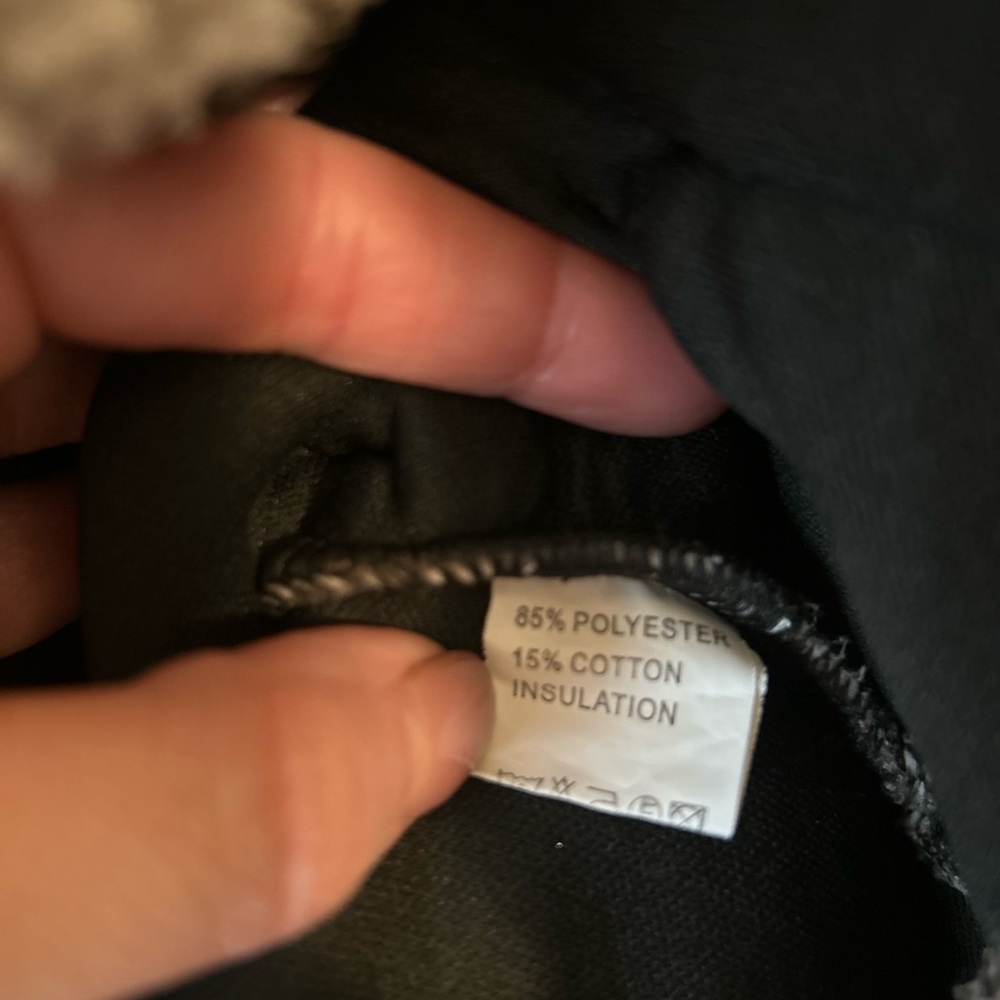 85% POLYESTER
15% COTTON
INSULATION